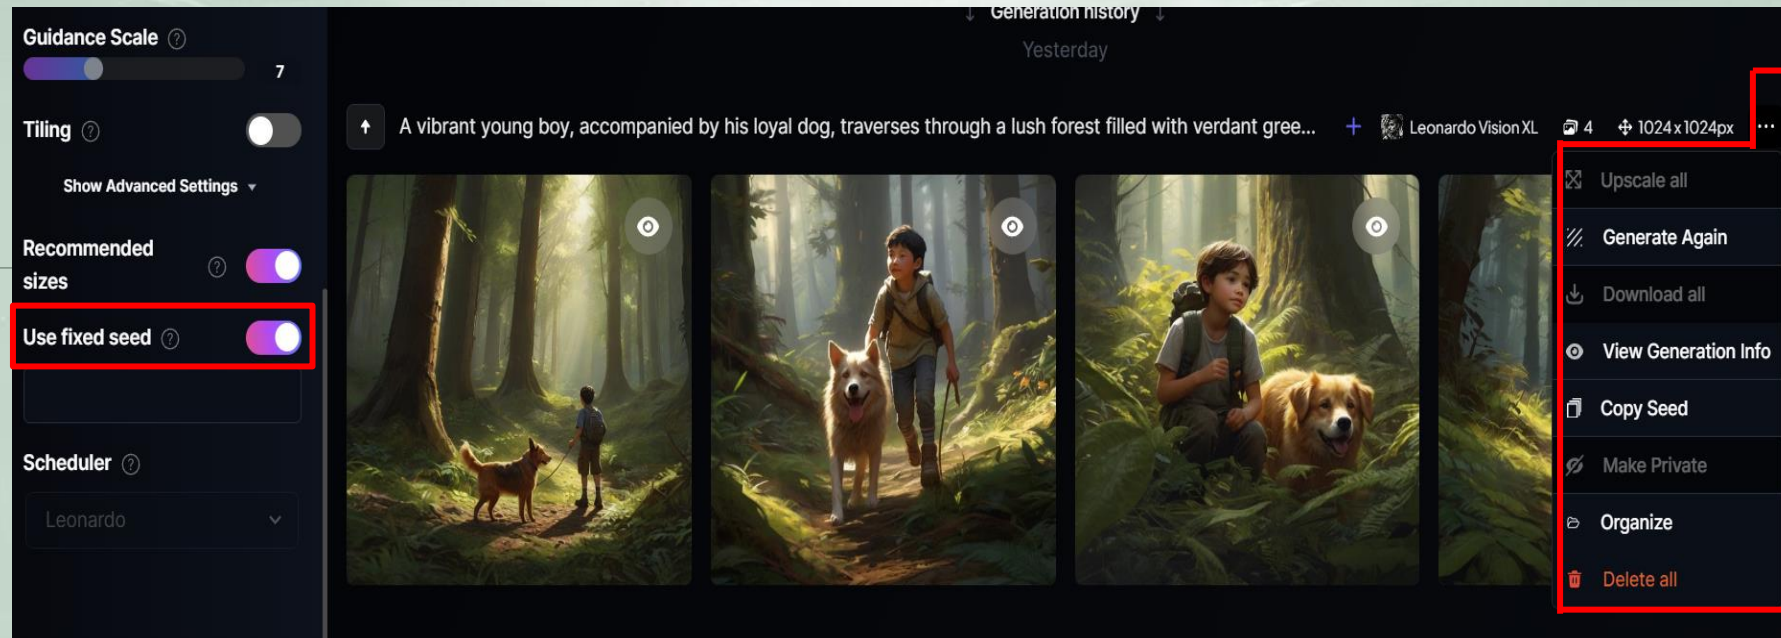 Guidance Scale
7
Tiling
Show Advanced Settings
Recommended
sizes
Use fixed seed
Scheduler
Leonardo
Generation history
Yesterday
A vibrant young boy, accompanied by his loyal dog, traverses through a lush forest filled with verdant gree... Leonardo Vision XL 4 1024 x 1024px ...
Upscale all
Generate Again
Download all
View Generation Info
Copy Seed
Make Private
Organize
Delete all